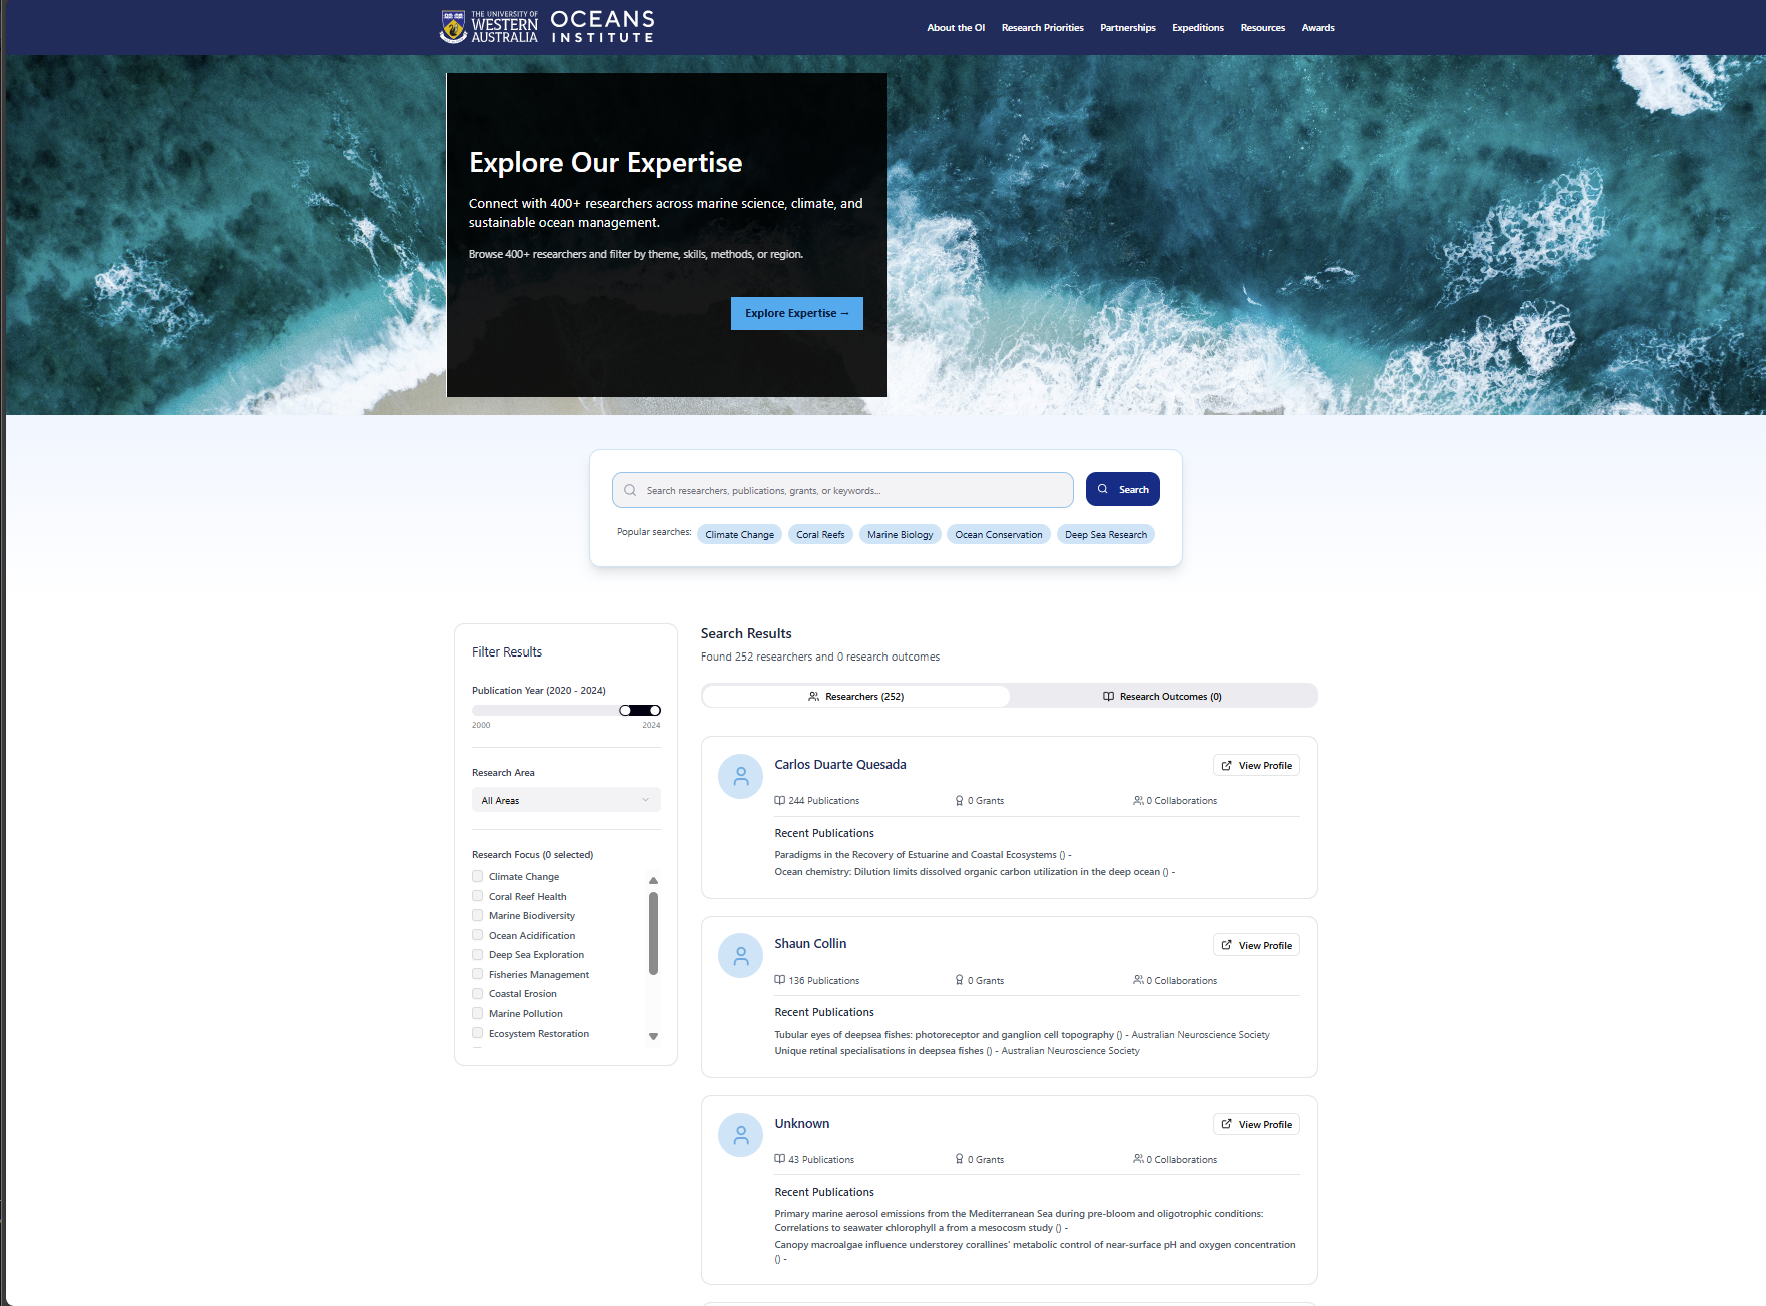 THE UNIVERSITY OF
WESTERN
AUSTRALIA
OCEANS
INSTITUTE
About the OI
Research Priorities
Partnerships
Expeditions
Resources
Awards
Explore Our Expertise
Connect with 400+ researchers across marine science, climate, and
sustainable ocean management.
Browse 400+ researchers and filter by theme, skills, methods, or region.
Explore Expertise →
Search researchers, publications, grants, or keywords...
Search
Popular searches:
Climate Change
Coral Reefs
Marine Biology
Ocean Conservation
Deep Sea Research
Filter Results
Publication Year (2020 - 2024)
2000
2024
Research Area
All Areas
Research Focus (0 selected)
Climate Change
Coral Reef Health
Marine Biodiversity
Ocean Acidification
Deep Sea Exploration
Fisheries Management
Coastal Erosion
Marine Pollution
Ecosystem Restoration
Search Results
Found 252 researchers and 0 research outcomes
Researchers (252)
Research Outcomes (0)
Carlos Duarte Quesada
View Profile
244 Publications
0 Grants
0 Collaborations
Recent Publications
Paradigms in the Recovery of Estuarine and Coastal Ecosystems () -
Ocean chemistry: Dilution limits dissolved organic carbon utilization in the deep ocean () -
Shaun Collin
View Profile
136 Publications
0 Grants
0 Collaborations
Recent Publications
Tubular eyes of deepsea fishes: photoreceptor and ganglion cell topography () - Australian Neuroscience Society
Unique retinal specialisations in deepsea fishes () - Australian Neuroscience Society
Unknown
View Profile
43 Publications
0 Grants
0 Collaborations
Recent Publications
Primary marine aerosol emissions from the Mediterranean Sea during pre-bloom and oligotrophic conditions:
Correlations to seawater chlorophyll a from a mesocosm study () -
Canopy macroalgae influence understorey corallines' metabolic control of near-surface pH and oxygen concentration
() -